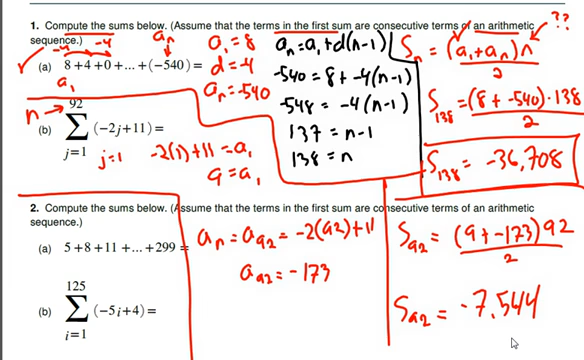 1. Compute the sums below. (Assume that the terms in the first sum are consecutive terms of an arithmetic
sequence.)
-4 -4
aₙ
??
(a) 8+4+0+...+(−540) =
a₁
a₁ = 8
d = -4
aₙ = -540
aₙ = a₁ + d(n-1)
-540 = 8 + -4(n-1)
-548 = -4(n-1)
137 = n-1
138 = n
Sₙ = (a₁ + aₙ)n / 2
S₁₃₈ = (8 + -540)·138 / 2
S₁₃₈ = -36,708
n →
(b) 92 ∑ j=1 (−2j+11) =
j=1
-2(1)+11 = a₁
9 = a₁
2. Compute the sums below. (Assume that the terms in the first sum are consecutive terms of an arithmetic
sequence.)
(a) 5+8+11+...+299 =
aₙ = a₉₂ = -2(92)+11
a₉₂ = -173
S₉₂ = (9 + -173)92 / 2
S₉₂ = -7,544
(b) 125 ∑ i=1 (−5i+4) =